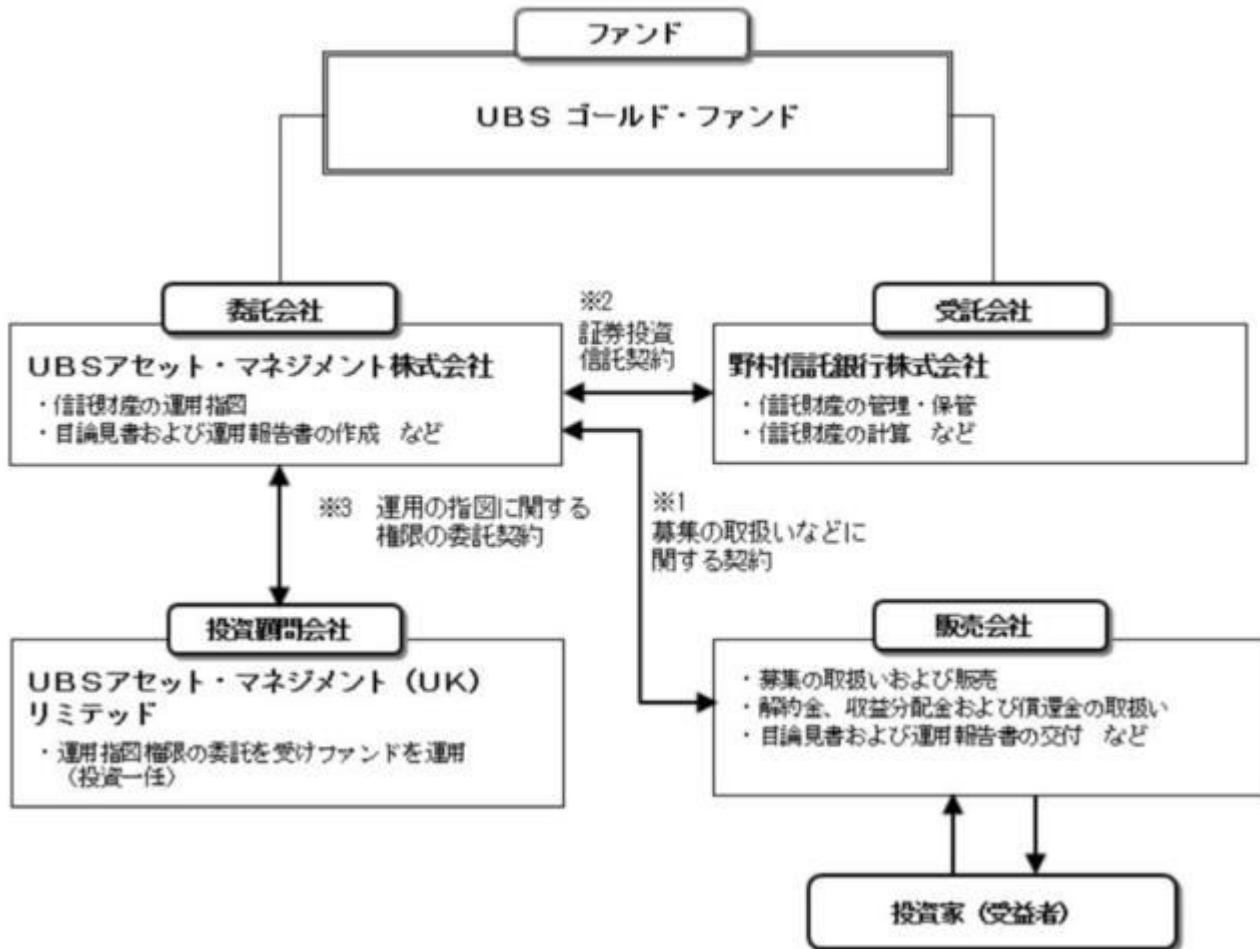 ファンド
UBS ゴールド・ファンド
委託会社
UBSアセット・マネジメント株式会社
・信託財産の運用指図
・目論見書および運用報告書の作成 など
※2
証券投資
信託契約
受託会社
野村信託銀行株式会社
・信託財産の管理・保管
・信託財産の計算 など
※3 運用の指図に関する
権限の委託契約
※1
募集の取扱いなどに
関する契約
投資顧問会社
UBSアセット・マネジメント(UK)
リミテッド
・運用指図権限の委託を受けファンドを運用
(投資一任)
販売会社
・募集の取扱いおよび販売
・解約金、収益分配金および償還金の取扱い
・目論見書および運用報告書の交付 など
投資家(受益者)